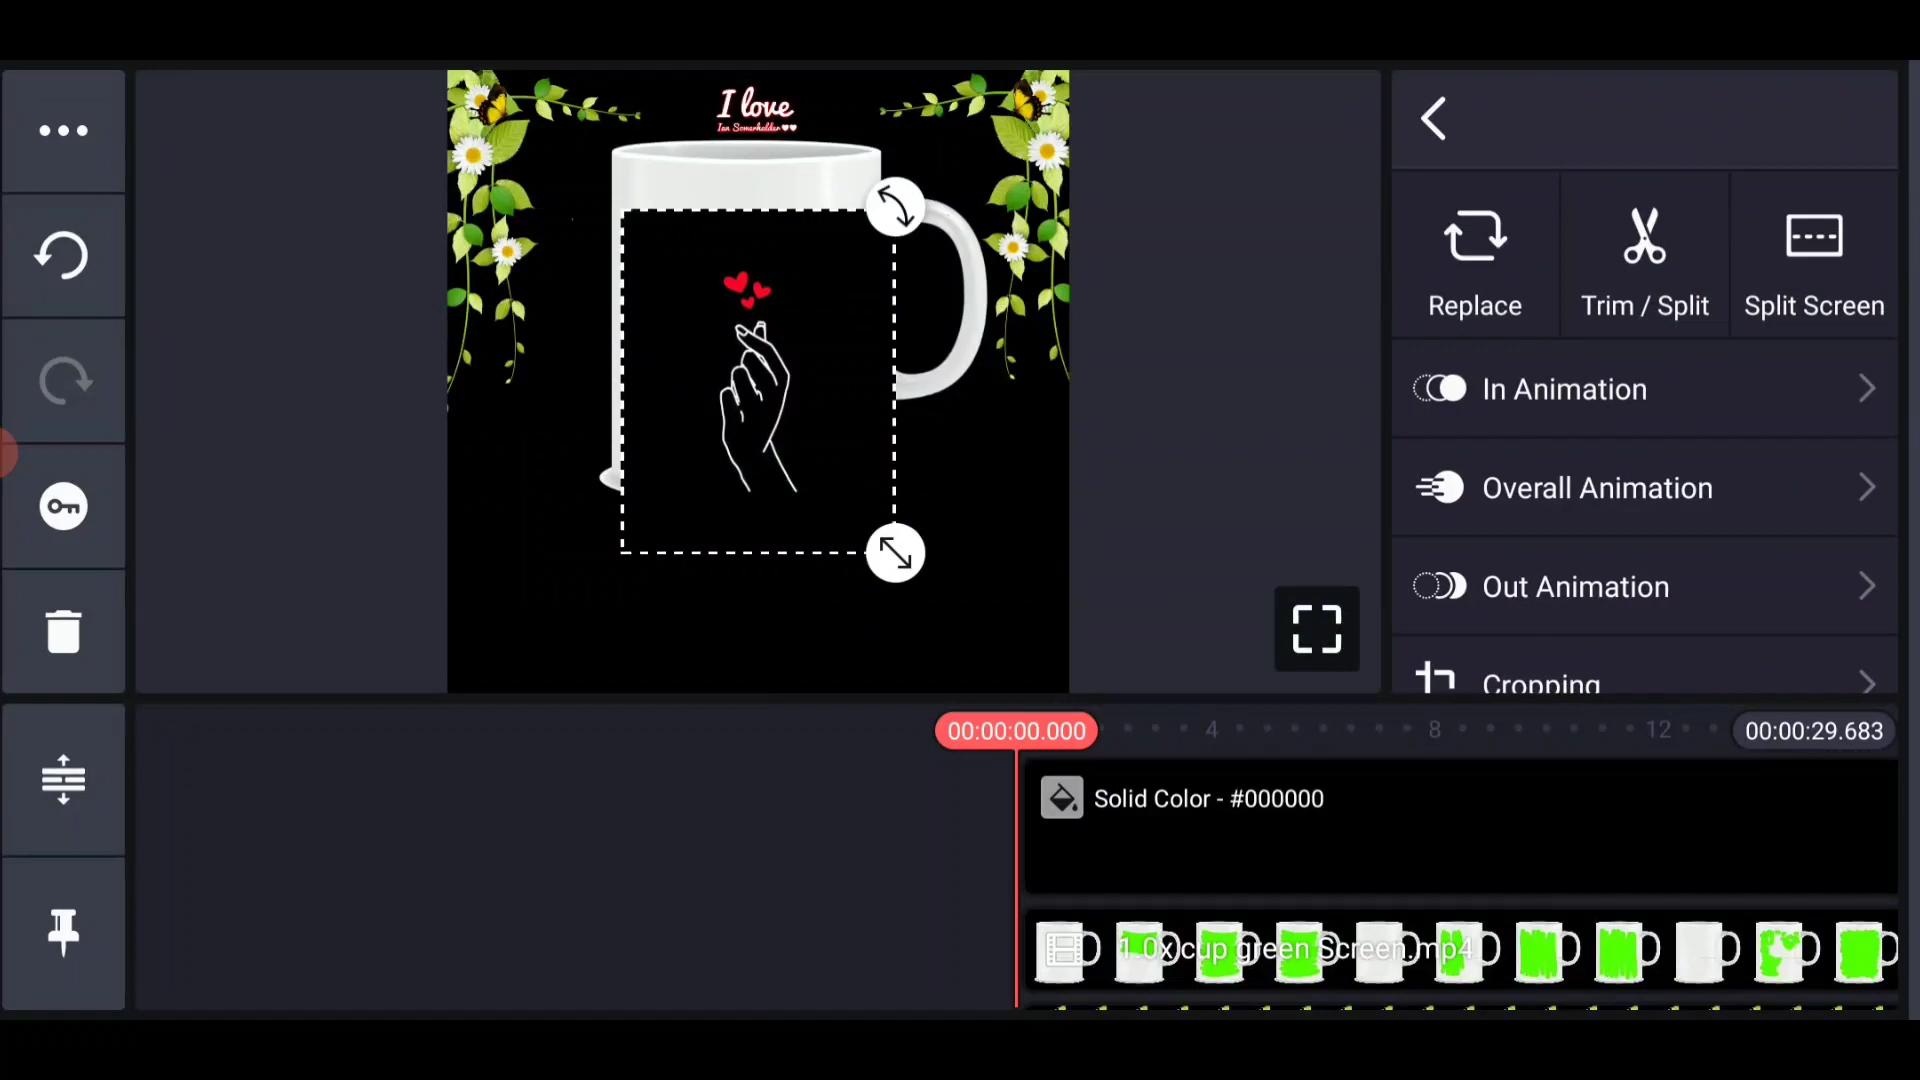 I love
Ian Somerhalder
Replace
Trim / Split
Split Screen
In Animation
Overall Animation
Out Animation
Cropping
00:00:00.000
4
8
12
00:00:29.683
Solid Color - #000000
1.0x cup green Screen.mp4